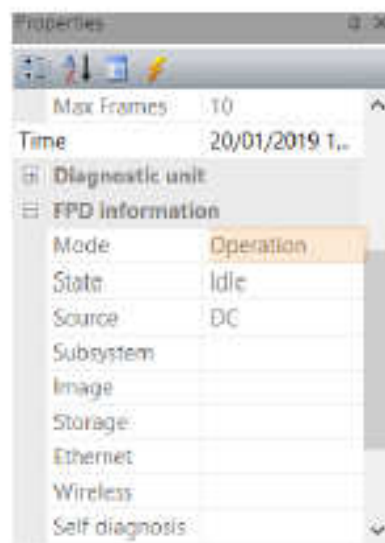 Properties
Max Frames 10
Time 20/01/2019 1...
Diagnostic unit
FPD information
Mode Operation
State Idle
Source DC
Subsystem
Image
Storage
Ethernet
Wireless
Self diagnosis